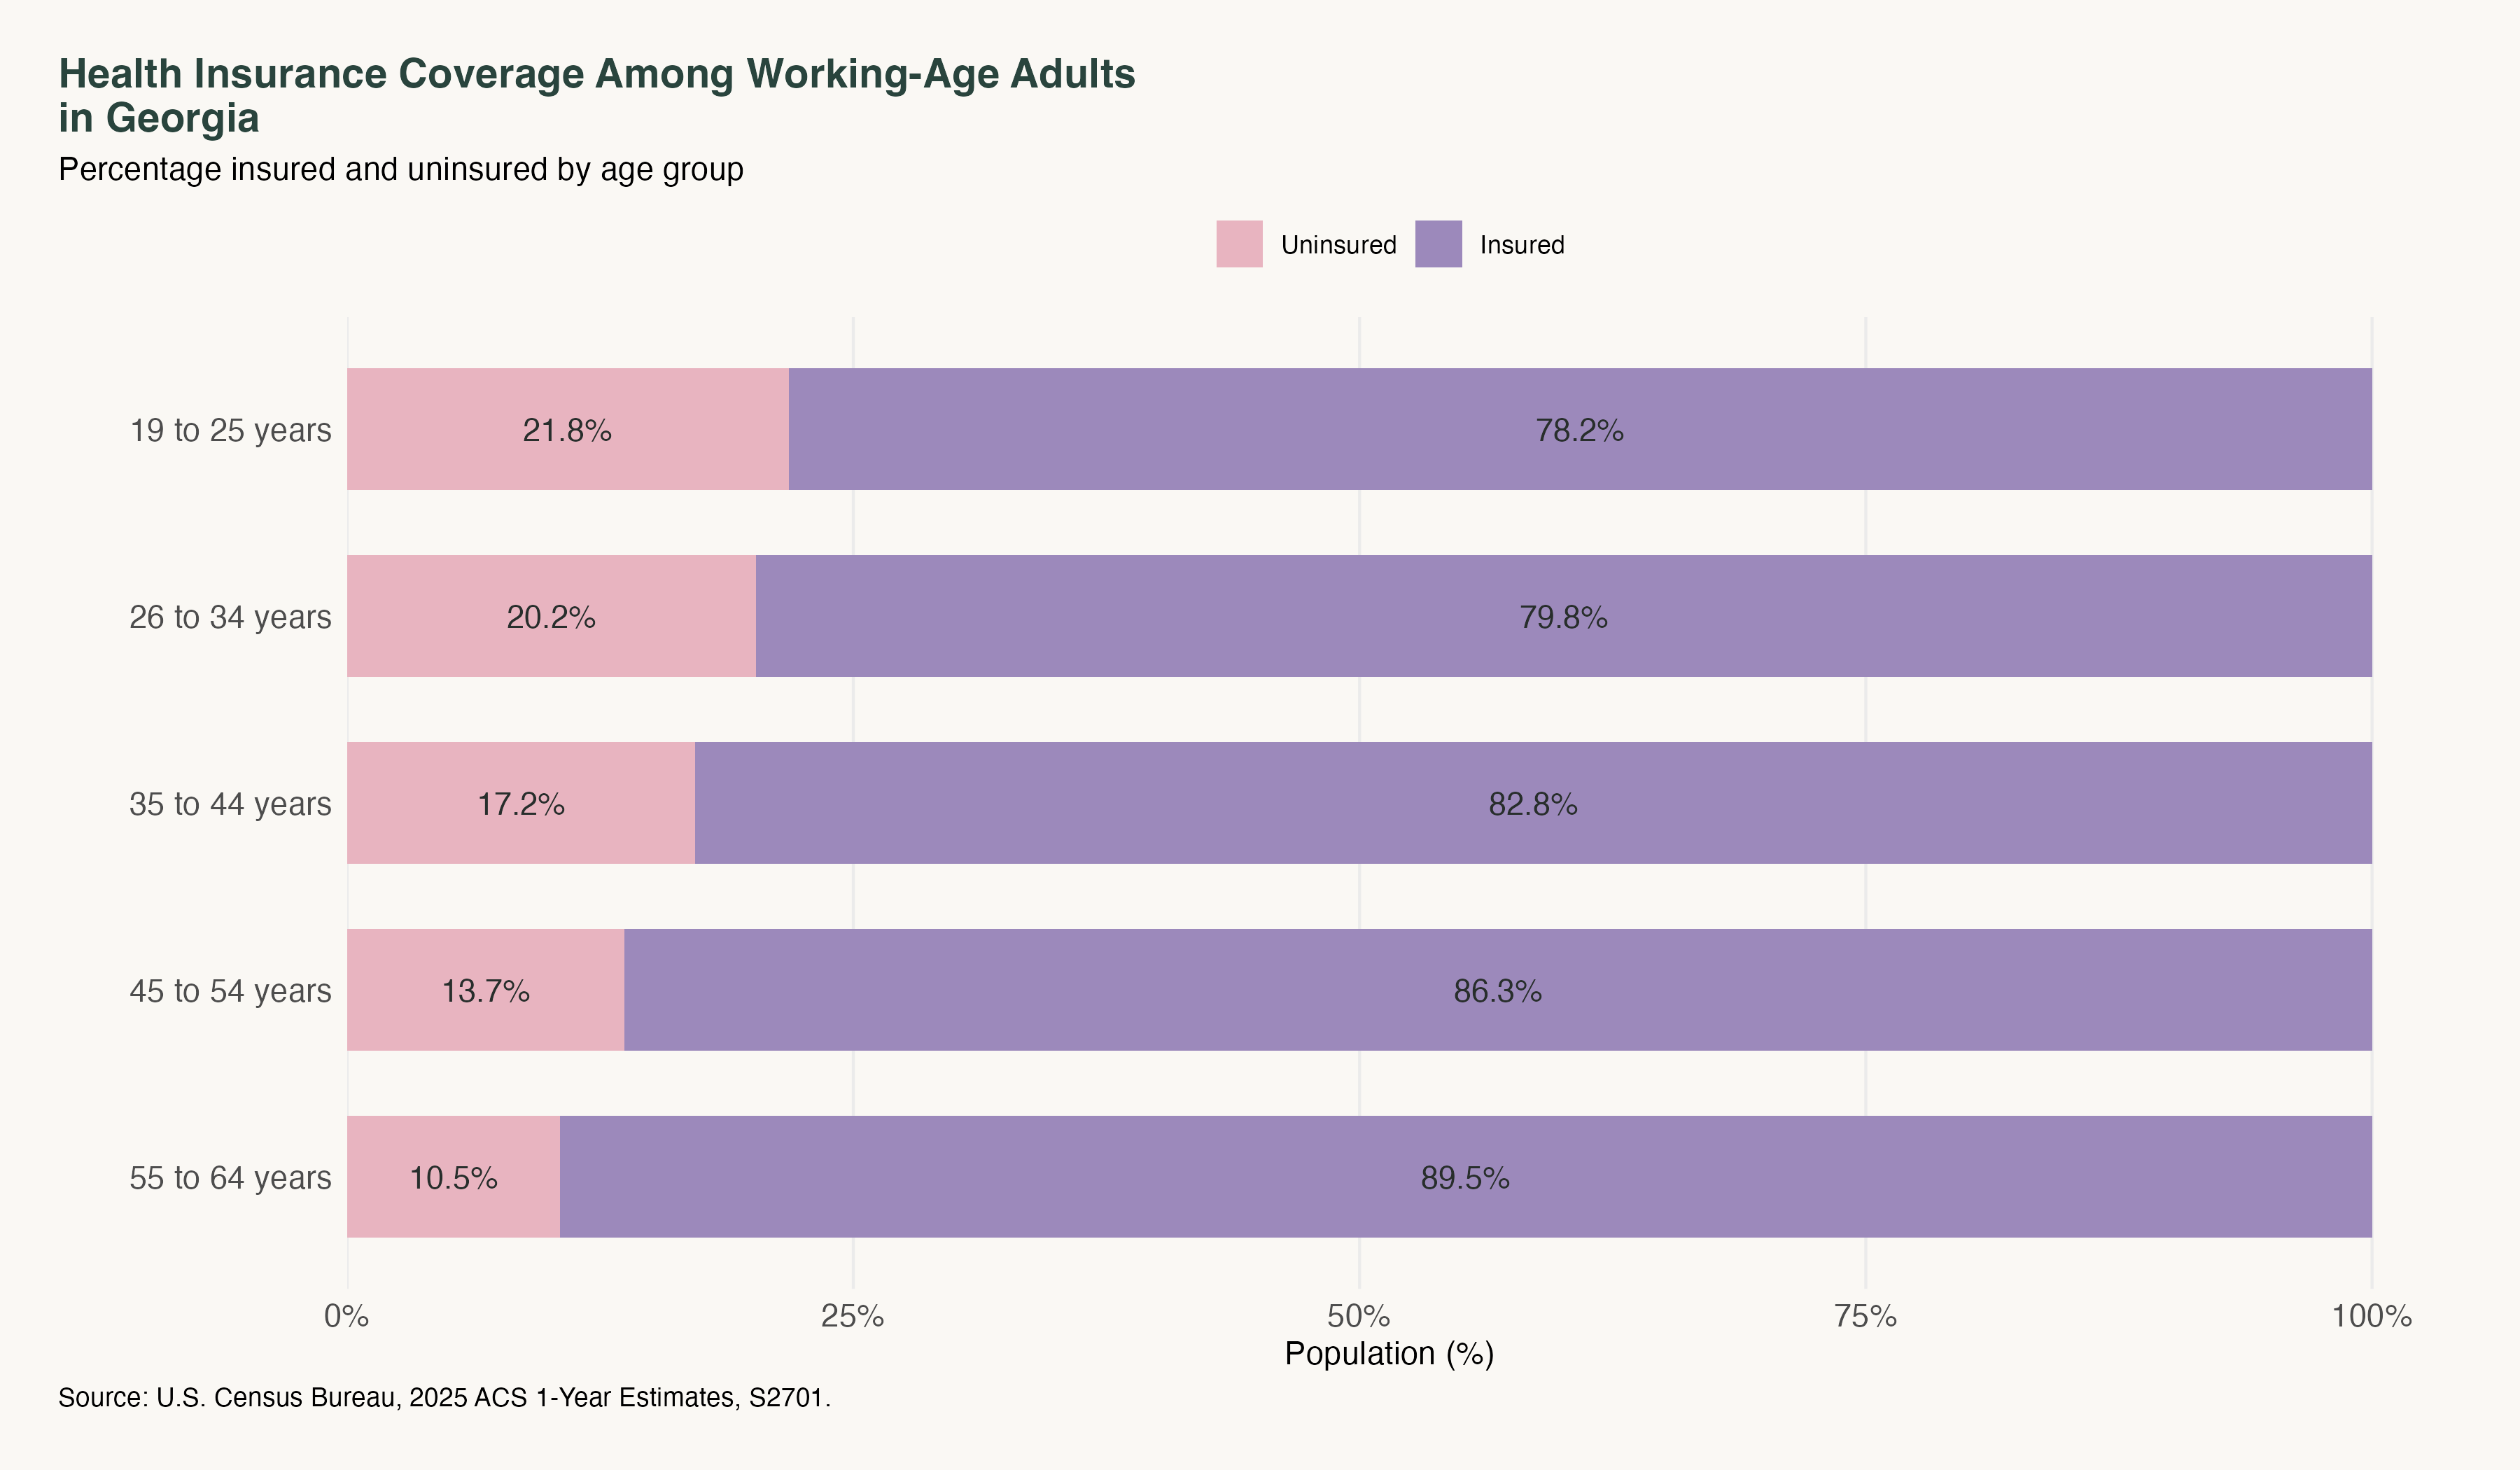 Health Insurance Coverage Among Working-Age Adults
in Georgia
Percentage insured and uninsured by age group
Uninsured Insured
19 to 25 years 21.8% 78.2%
26 to 34 years 20.2% 79.8%
35 to 44 years 17.2% 82.8%
45 to 54 years 13.7% 86.3%
55 to 64 years 10.5% 89.5%
0% 25% 50% 75% 100%
Population (%)
Source: U.S. Census Bureau, 2025 ACS 1-Year Estimates, S2701.